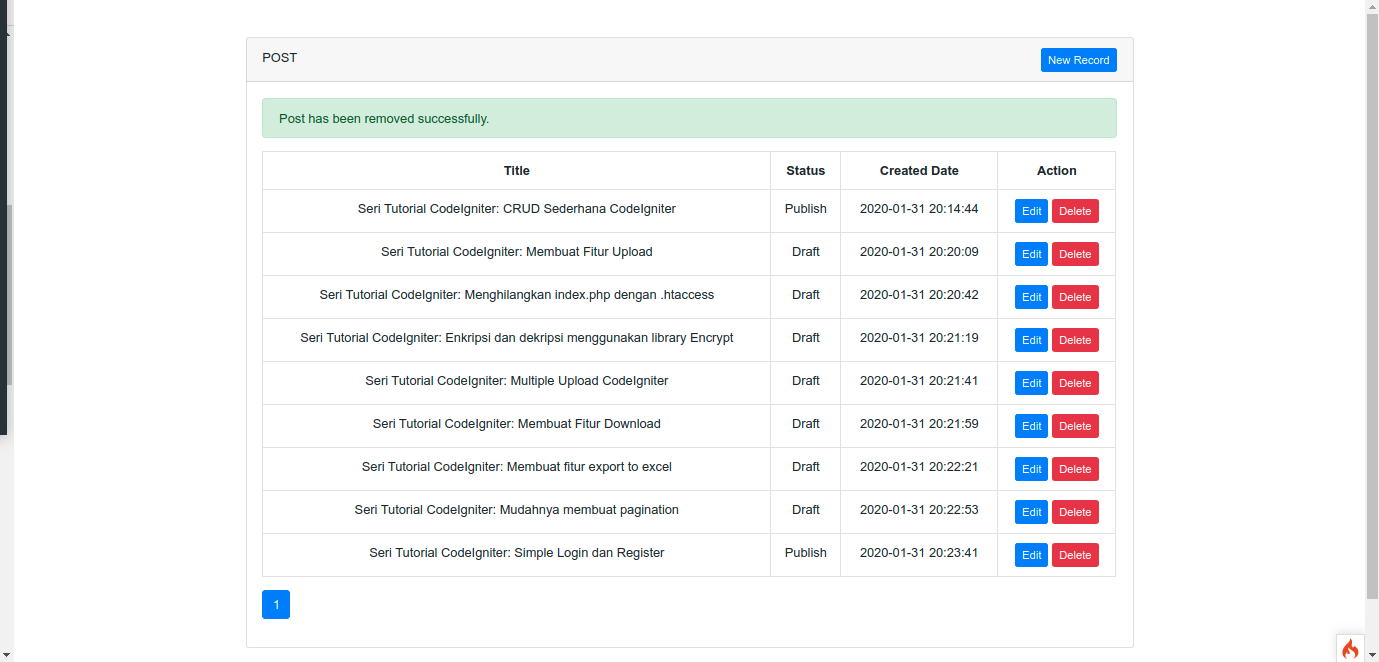 POST
New Record
Post has been removed successfully.
Title Status Created Date Action
Seri Tutorial CodeIgniter: CRUD Sederhana CodeIgniter Publish 2020-01-31 20:14:44 Edit Delete
Seri Tutorial CodeIgniter: Membuat Fitur Upload Draft 2020-01-31 20:20:09 Edit Delete
Seri Tutorial CodeIgniter: Menghilangkan index.php dengan .htaccess Draft 2020-01-31 20:20:42 Edit Delete
Seri Tutorial CodeIgniter: Enkripsi dan dekripsi menggunakan library Encrypt Draft 2020-01-31 20:21:19 Edit Delete
Seri Tutorial CodeIgniter: Multiple Upload CodeIgniter Draft 2020-01-31 20:21:41 Edit Delete
Seri Tutorial CodeIgniter: Membuat Fitur Download Draft 2020-01-31 20:21:59 Edit Delete
Seri Tutorial CodeIgniter: Membuat fitur export to excel Draft 2020-01-31 20:22:21 Edit Delete
Seri Tutorial CodeIgniter: Mudahnya membuat pagination Draft 2020-01-31 20:22:53 Edit Delete
Seri Tutorial CodeIgniter: Simple Login dan Register Publish 2020-01-31 20:23:41 Edit Delete
1